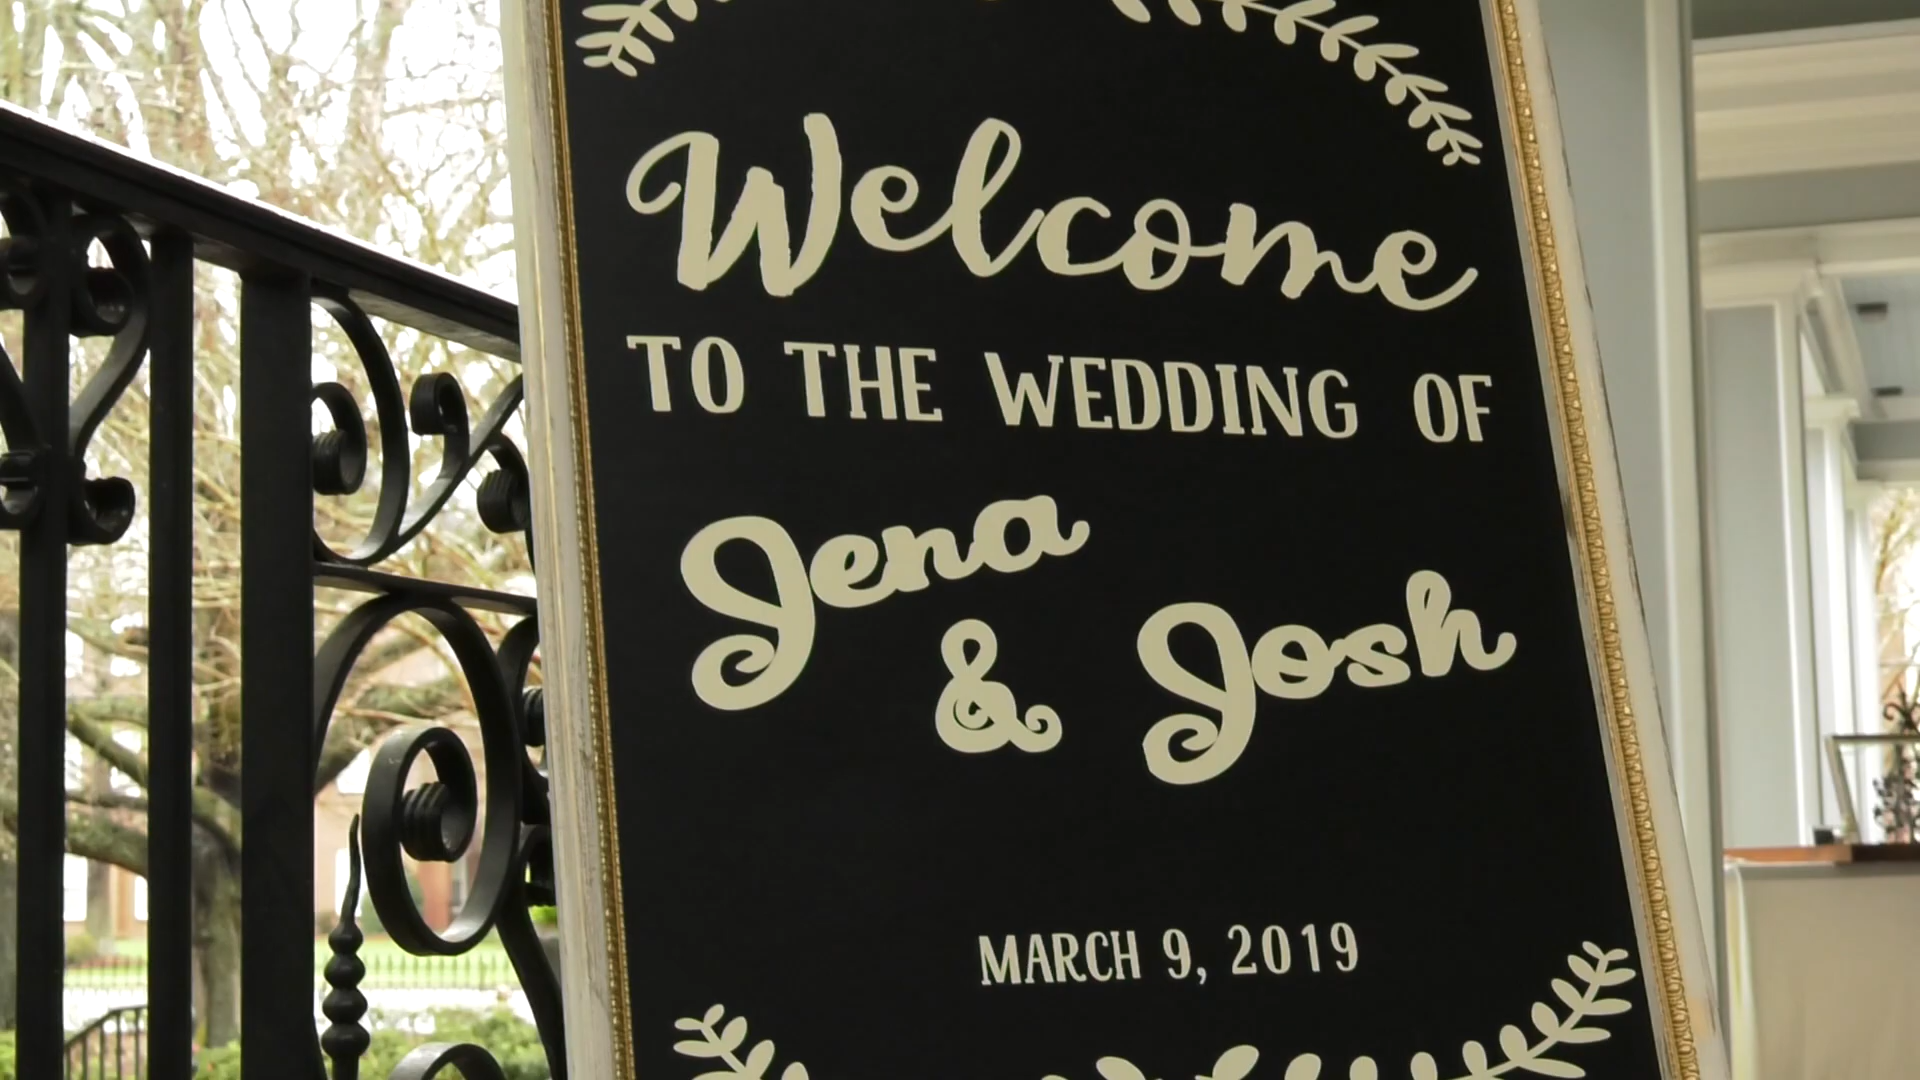 Welcome
TO THE WEDDING OF
Jena
& Josh
MARCH 9, 2019